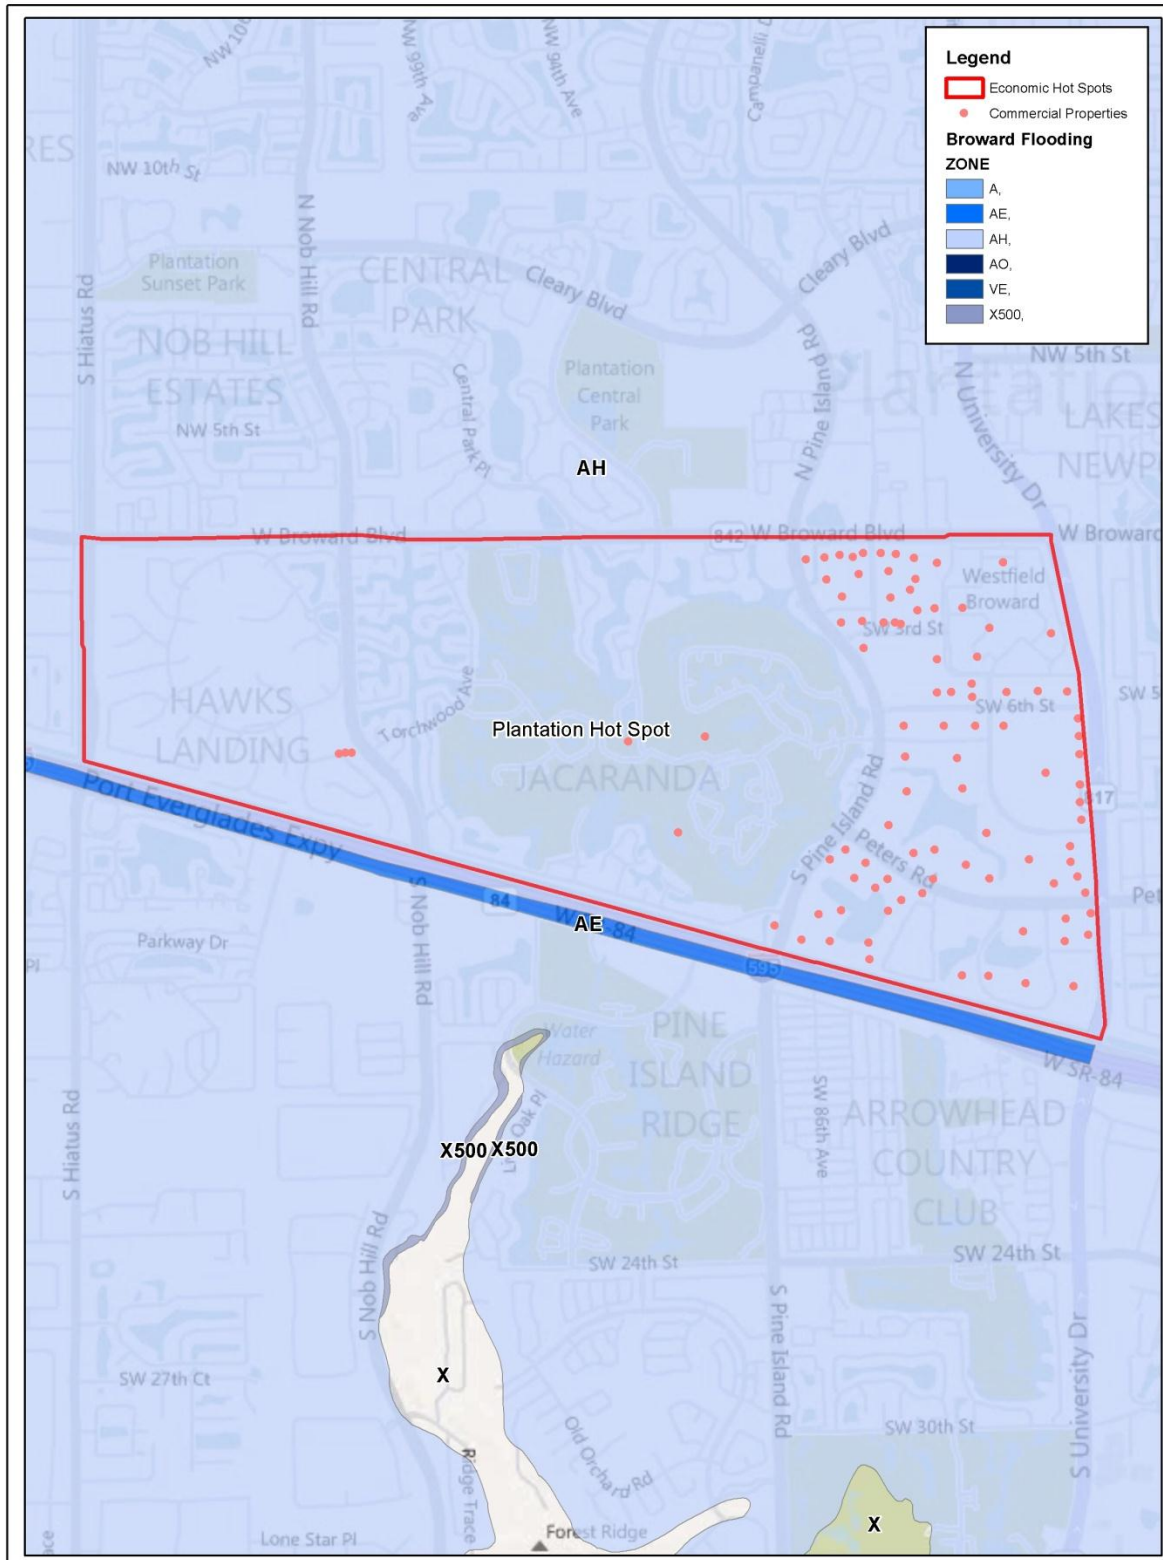 Legend
Economic Hot Spots
Commercial Properties
Broward Flooding
ZONE
A,
AE,
AH,
AO,
VE,
X500,
NW 99th Ave
NW 94th Ave
RES
NW 10th St
N Nob Hill Rd
Plantation
Sunset Park
CENTRAL
PARK
Cleary Blvd
Cleary Blvd
S Hiatus Rd
NOB HILL
ESTATES
NW 5th St
Central Park Pl
Plantation
Central
Park
N Pine Island Rd
NW 5th St
N University Dr
LAKES
NEWP
AH
W Broward Blvd
842
W Broward Blvd
W Broward
Westfield
Broward
SW 3rd St
HAWKS
LANDING
Torchwood Ave
Plantation Hot Spot
JACARANDA
SW 6th St
SW 5
817
S Pine Island Rd
Peters Rd
Pet
Port Everglades Expy
84
AE
595
W SR-84
Parkway Dr
Pl
S Nob Hill Rd
Water
Hazard
PINE
ISLAND
RIDGE
SW 86th Ave
ARROWHEAD
COUNTRY
CLUB
S Hiatus Rd
X500
X500
SW 24th St
SW 24th St
S Nob Hill Rd
S Pine Island Rd
S University Dr
X
SW 27th Ct
Old Orchard Rd
SW 30th St
Ridge Trace
Lone Star Pl
Forest Ridge
X